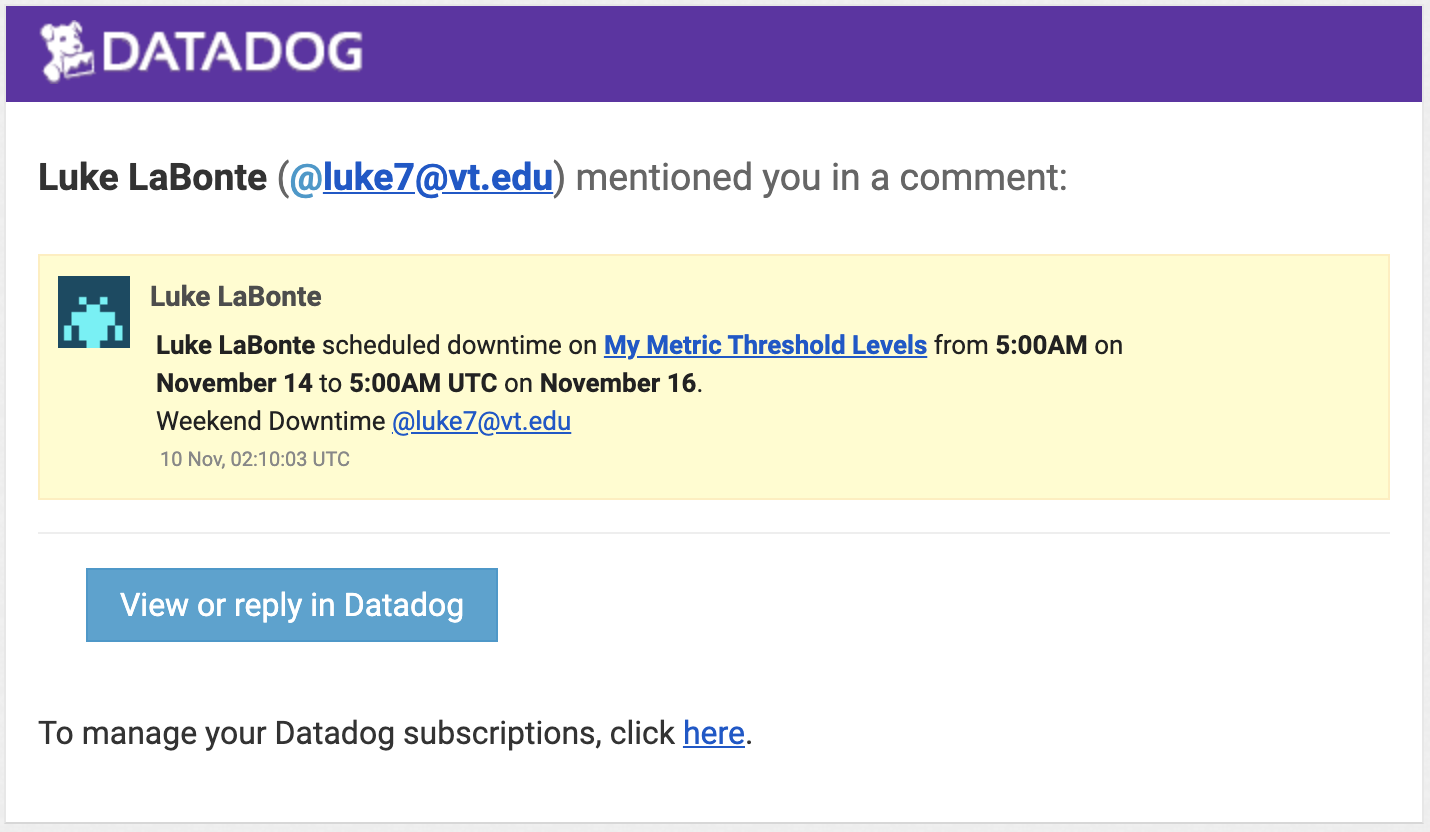 DATADOG
Luke LaBonte (@luke7@vt.edu) mentioned you in a comment:
Luke LaBonte
Luke LaBonte scheduled downtime on My Metric Threshold Levels from 5:00AM on
November 14 to 5:00AM UTC on November 16.
Weekend Downtime @luke7@vt.edu
10 Nov, 02:10:03 UTC
View or reply in Datadog
To manage your Datadog subscriptions, click here.